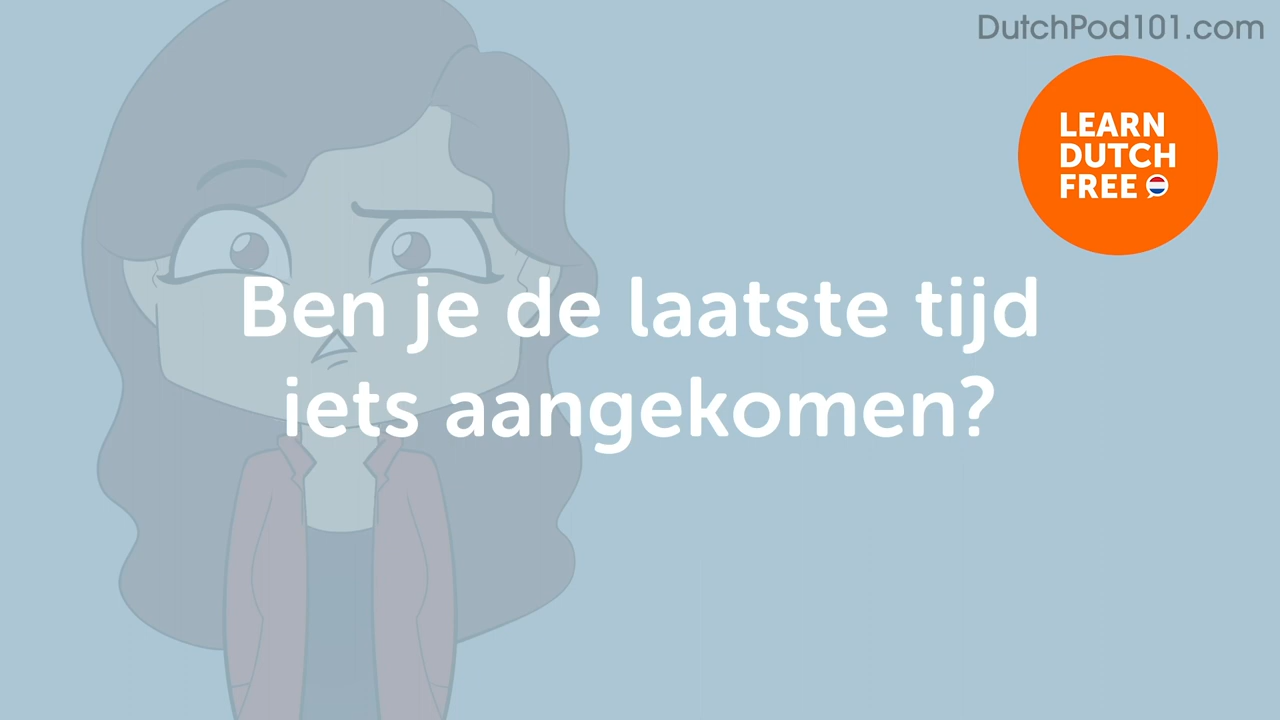 DutchPod101.com
LEARN
DUTCH
FREE
Ben je de laatste tijd
iets aangekomen?